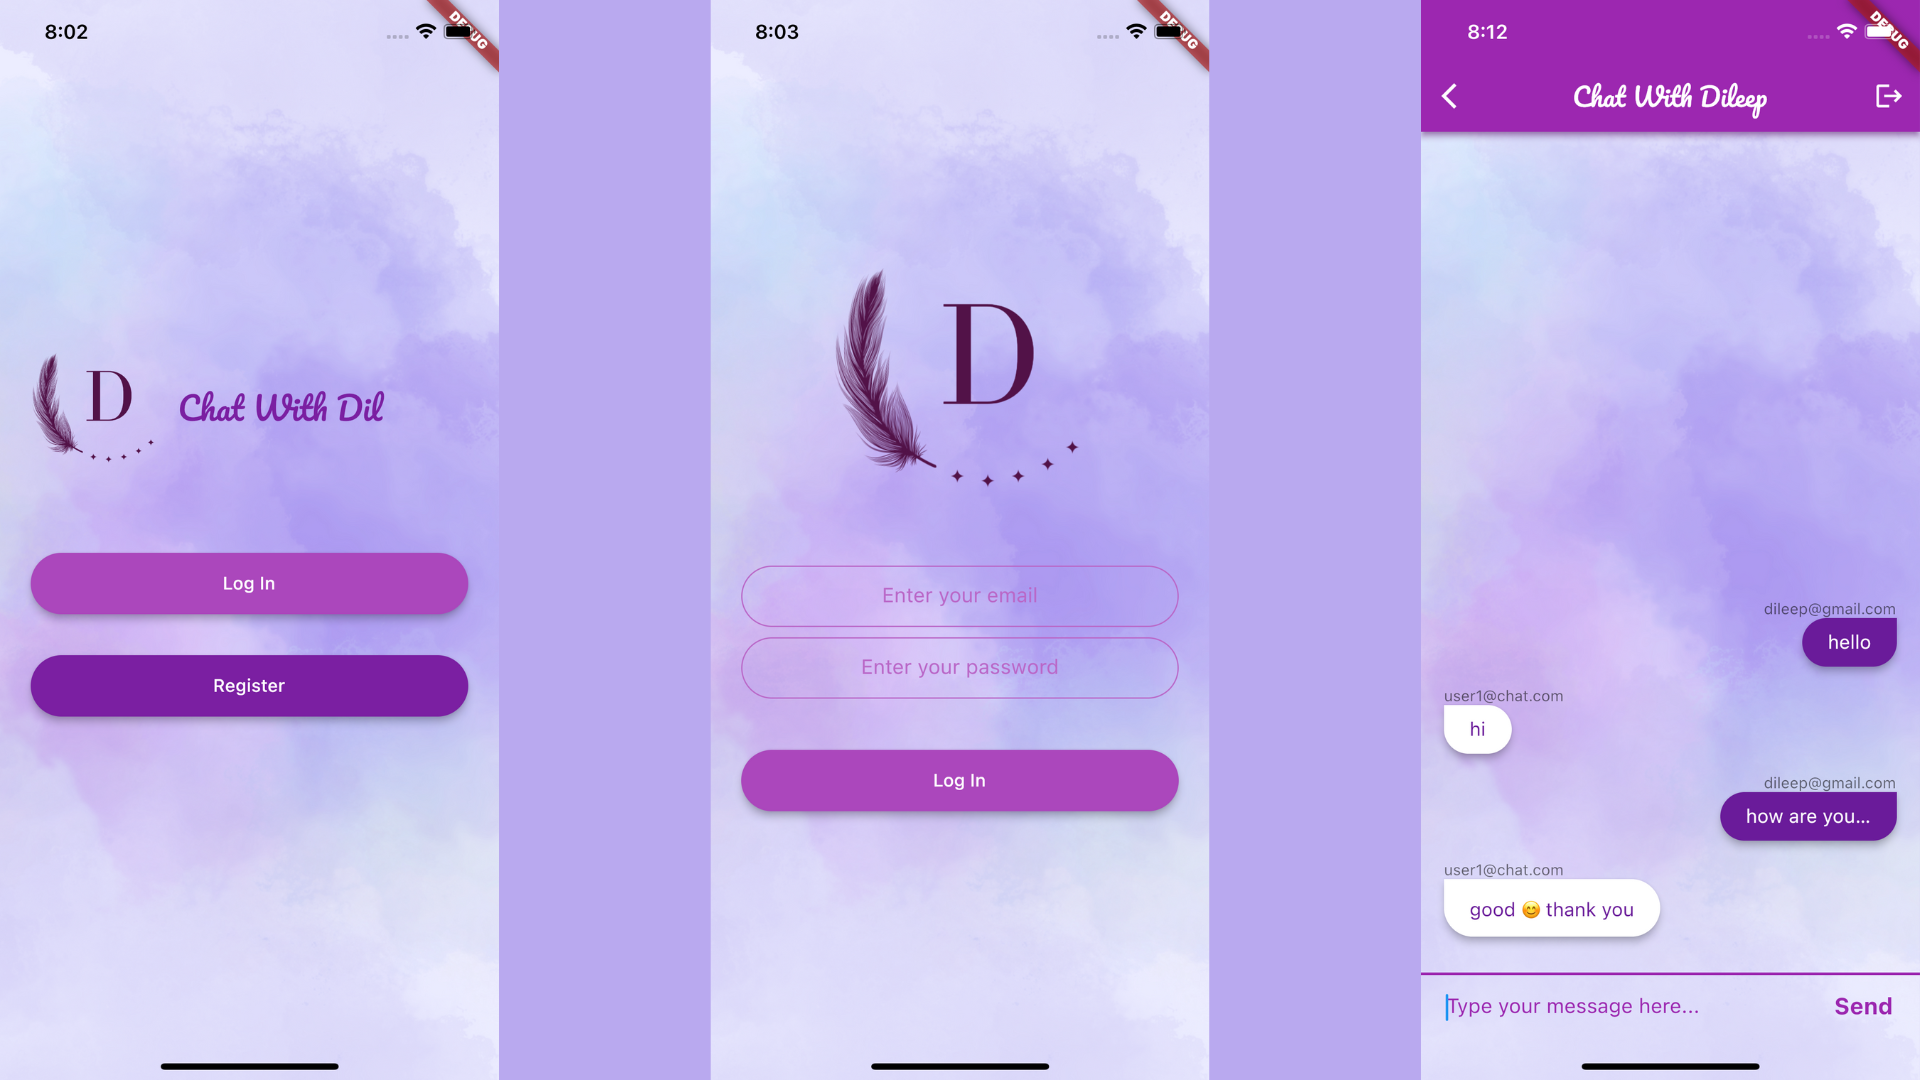 8:02
DEBUG
D
Chat With Dil
Log In
Register
8:03
DEBUG
D
Enter your email
Enter your password
Log In
8:12
DEBUG
Chat With Dileep
dileep@gmail.com
hello
user1@chat.com
hi
dileep@gmail.com
how are you...
user1@chat.com
good 😊 thank you
Type your message here...
Send